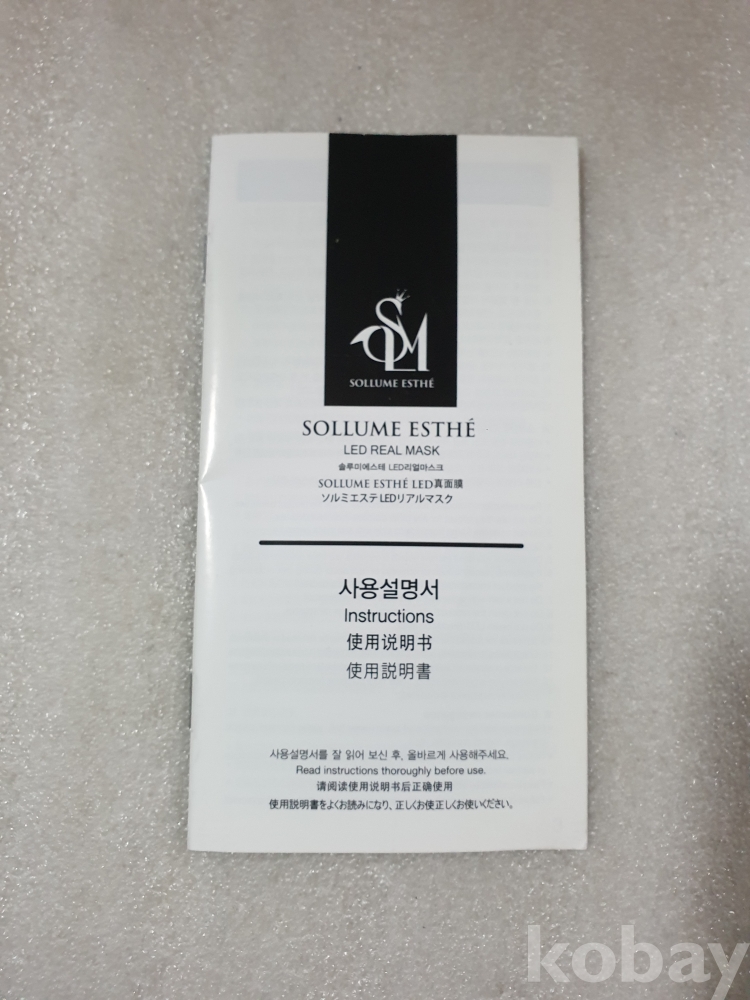 SLM
SOLLUME ESTHÉ
SOLLUME ESTHÉ
LED REAL MASK
솔루미에스테 LED리얼마스크
SOLLUME ESTHÉ LED真面膜
ソルミエステLEDリアルマスク
사용설명서
Instructions
使用说明书
使用説明書
사용설명서를 잘 읽어 보신 후, 올바르게 사용해주세요.
Read instructions thoroughly before use.
请阅读使用说明书后正确使用
使用説明書をよくお読みになり、正しくお使正しくお使いください。
kobay